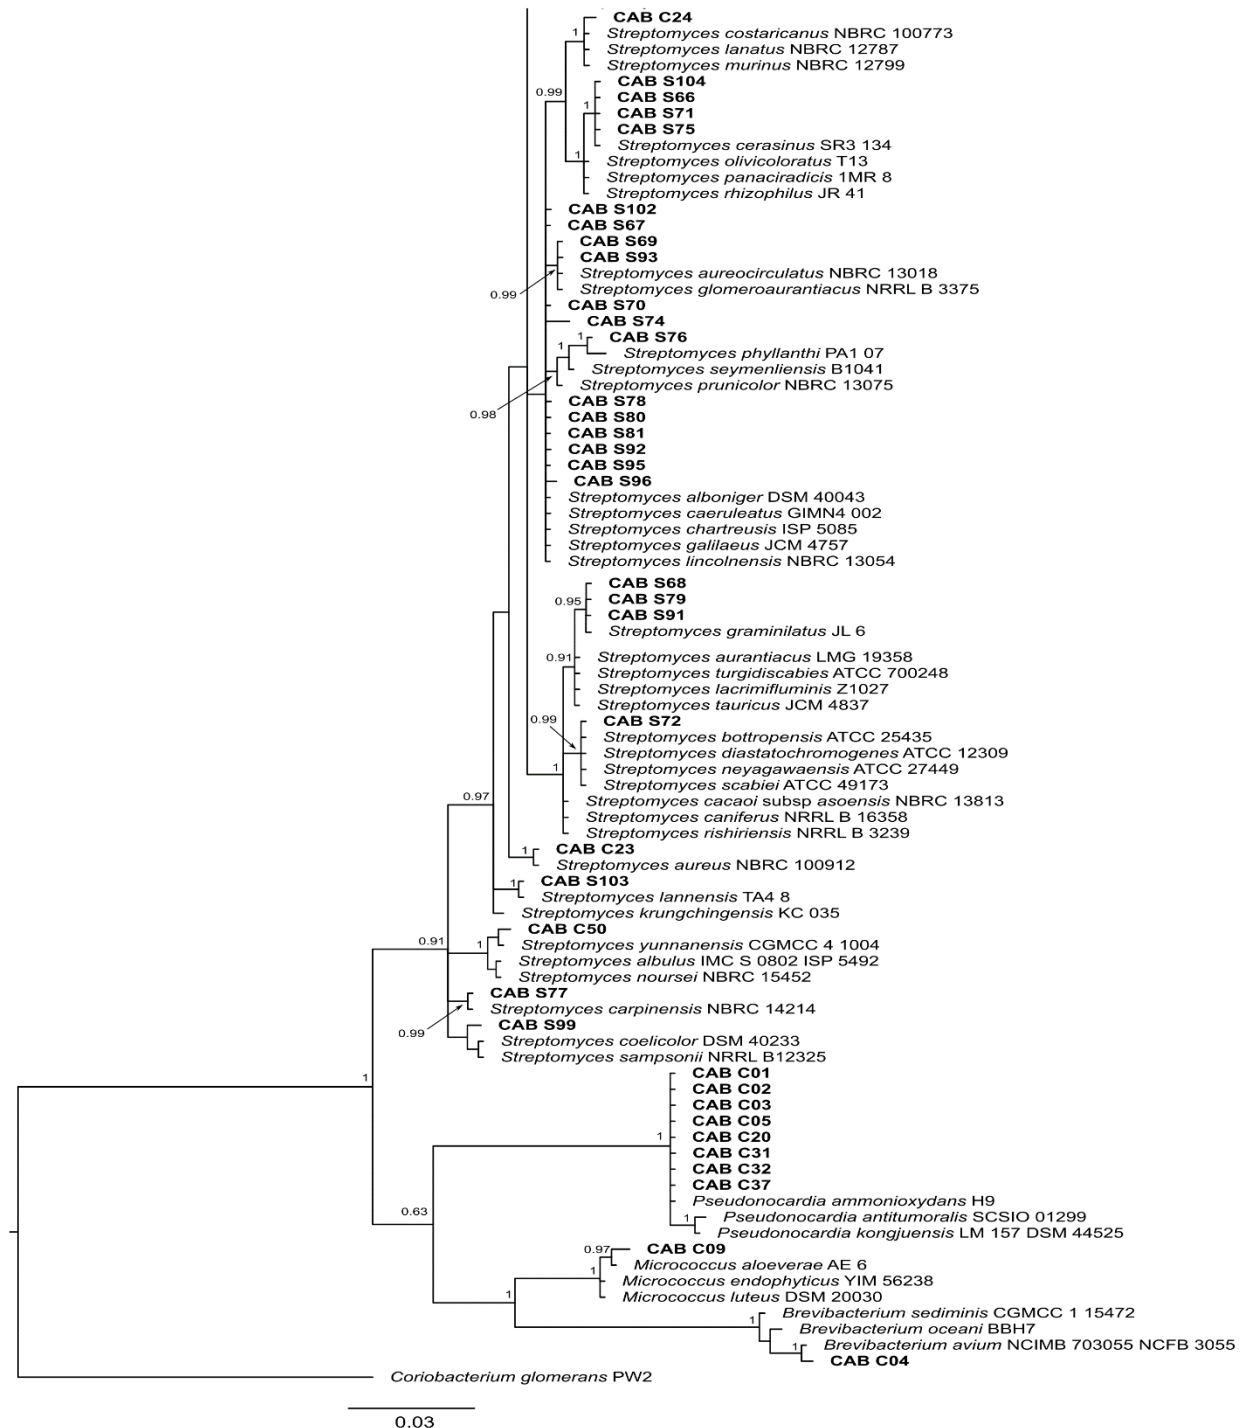 CAB C24
1
Streptomyces costaricanus NBRC 100773
Streptomyces lanatus NBRC 12787
Streptomyces murinus NBRC 12799
0.99
CAB S104
CAB S66
1
CAB S71
CAB S75
Streptomyces cerasinus SR3 134
1
Streptomyces olivicoloratus T13
Streptomyces panaciradicis 1MR 8
Streptomyces rhizophilus JR 41
CAB S102
CAB S67
CAB S69
CAB S93
Streptomyces aureocirculatus NBRC 13018
0.99
Streptomyces glomeroaurantiacus NRRL B 3375
CAB S70
CAB S74
1
CAB S76
1
Streptomyces phyllanthi PA1 07
Streptomyces seymenliensis B1041
Streptomyces prunicolor NBRC 13075
0.98
CAB S78
CAB S80
CAB S81
CAB S92
CAB S95
CAB S96
Streptomyces alboniger DSM 40043
Streptomyces caeruleatus GIMN4 002
Streptomyces chartreusis ISP 5085
Streptomyces galilaeus JCM 4757
Streptomyces lincolnensis NBRC 13054
CAB S68
0.95
CAB S79
CAB S91
Streptomyces graminilatus JL 6
0.91
Streptomyces aurantiacus LMG 19358
Streptomyces turgidiscabies ATCC 700248
Streptomyces lacrimifluminis Z1027
Streptomyces tauricus JCM 4837
0.99
CAB S72
Streptomyces bottropensis ATCC 25435
Streptomyces diastatochromogenes ATCC 12309
1
Streptomyces neyagawaensis ATCC 27449
Streptomyces scabiei ATCC 49173
0.97
Streptomyces cacaoi subsp asoensis NBRC 13813
Streptomyces caniferus NRRL B 16358
Streptomyces rishiriensis NRRL B 3239
1
CAB C23
Streptomyces aureus NBRC 100912
1
CAB S103
Streptomyces lannensis TA4 8
Streptomyces krungchingensis KC 035
CAB C50
0.91
1
Streptomyces yunnanensis CGMCC 4 1004
Streptomyces albulus IMC S 0802 ISP 5492
Streptomyces noursei NBRC 15452
CAB S77
Streptomyces carpinensis NBRC 14214
0.99
CAB S99
Streptomyces coelicolor DSM 40233
Streptomyces sampsonii NRRL B12325
1
CAB C01
CAB C02
CAB C03
CAB C05
1
CAB C20
CAB C31
CAB C32
CAB C37
Pseudonocardia ammonioxydans H9
0.63
1
Pseudonocardia antitumoralis SCSIO 01299
Pseudonocardia kongjuensis LM 157 DSM 44525
0.97
CAB C09
Micrococcus aloeverae AE 6
1
Micrococcus endophyticus YIM 56238
1
Micrococcus luteus DSM 20030
1
Brevibacterium sediminis CGMCC 1 15472
Brevibacterium oceani BBH7
1
Brevibacterium avium NCIMB 703055 NCFB 3055
CAB C04
Coriobacterium glomerans PW2
0.03